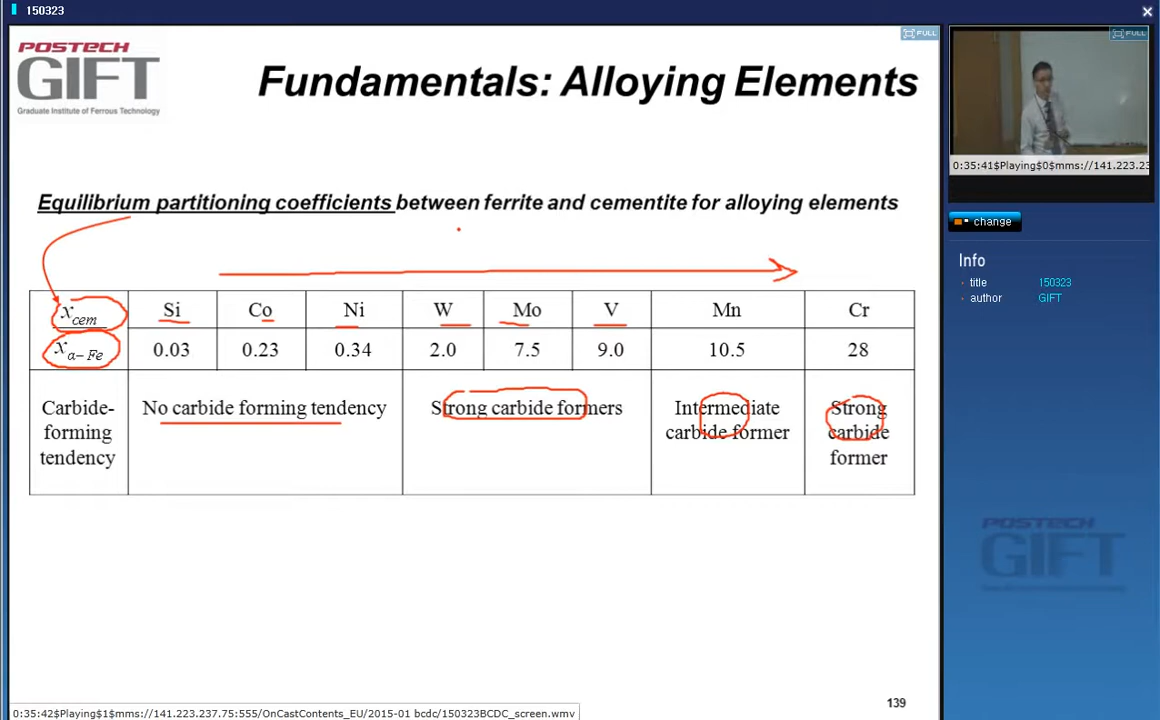 150323
POSTECH
GIFT
Graduate Institute of Ferrous Technology
Fundamentals: Alloying Elements
FULL
FULL
0:35:41$Playing$0$mms://141.223.23
change
Info
title 150323
author GIFT
Equilibrium partitioning coefficients between ferrite and cementite for alloying elements
x_cem Si Co Ni W Mo V Mn Cr
x_α-Fe 0.03 0.23 0.34 2.0 7.5 9.0 10.5 28
Carbide- No carbide forming tendency Strong carbide formers Intermediate Strong
forming carbide former carbide
tendency former
POSTECH
GIFT
139
0:35:42$Playing$1$mms://141.223.237.75:555/OnCastContents_EU/2015-01 bcdc/150323BCDC_screen.wmv